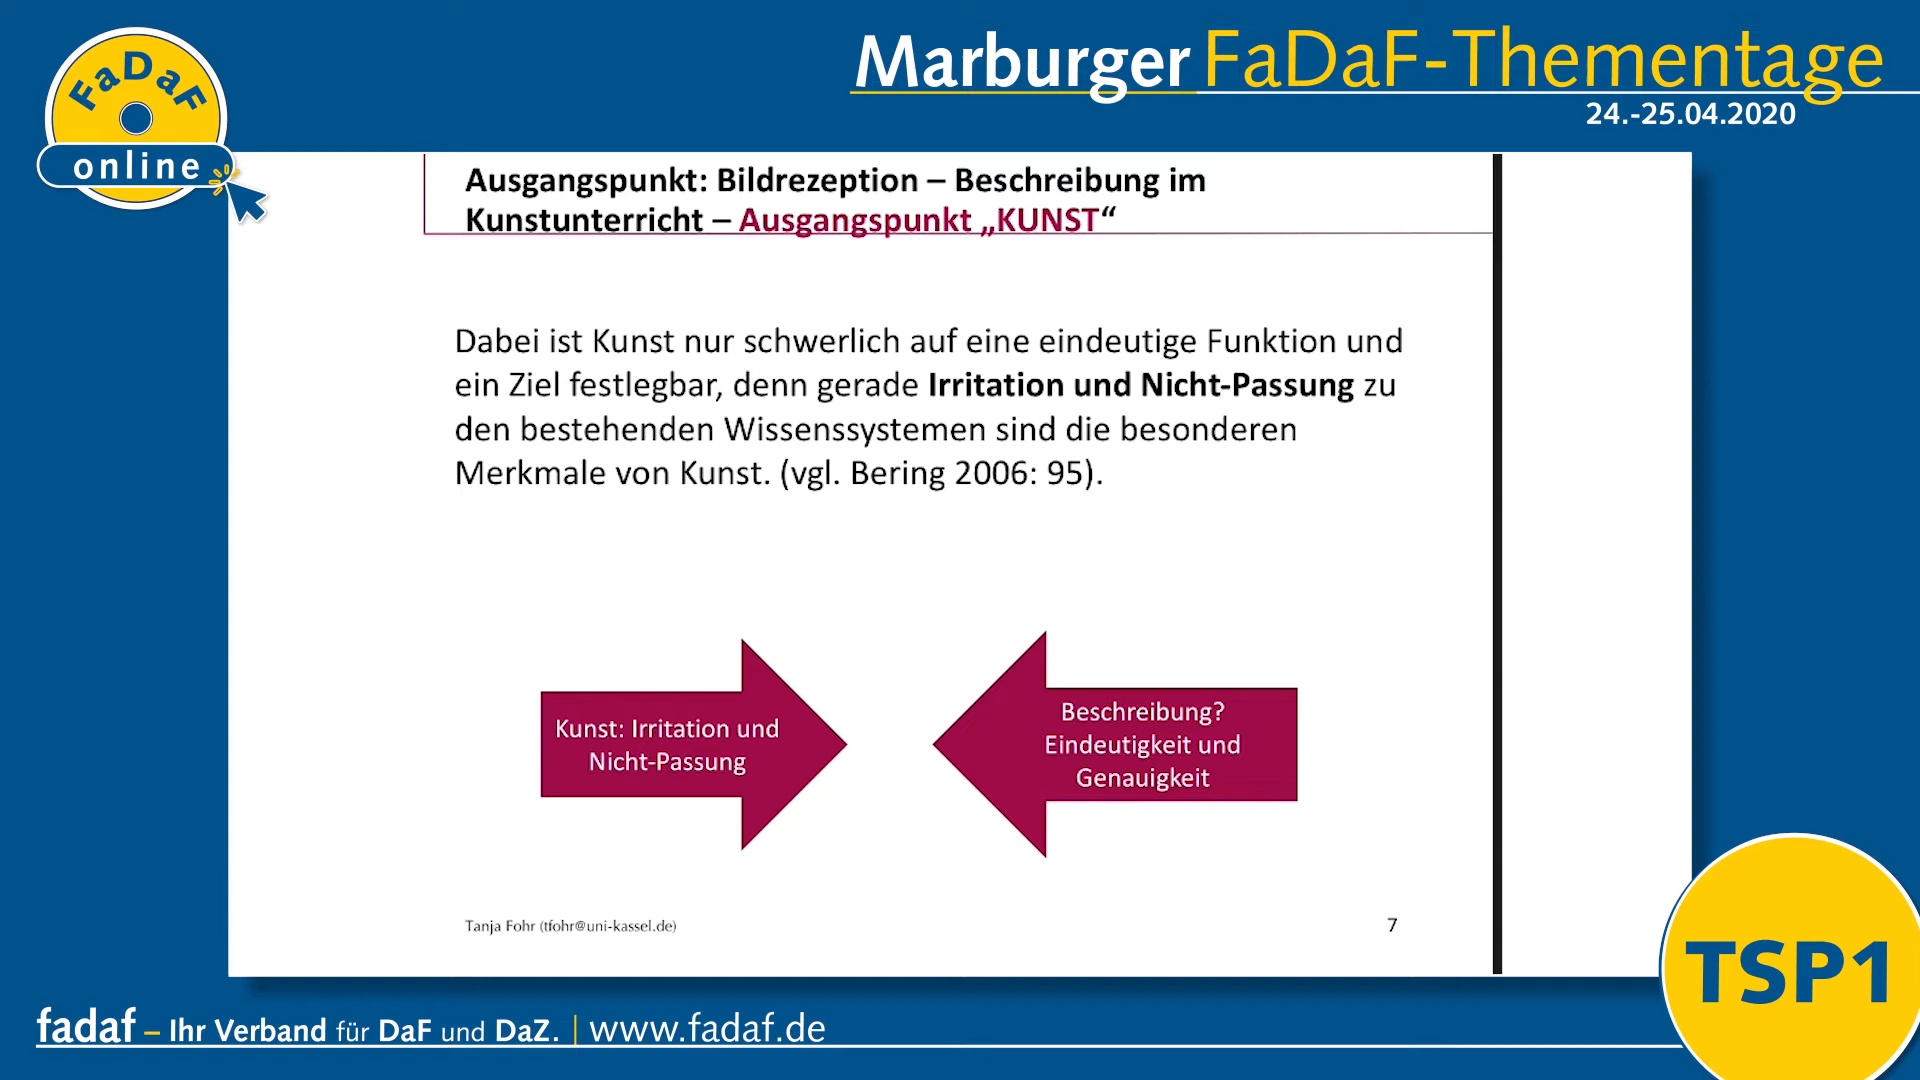 FaDaF
online
Marburger FaDaF-Thementage
24.-25.04.2020
Ausgangspunkt: Bildrezeption – Beschreibung im
Kunstunterricht – Ausgangspunkt „KUNST“
Dabei ist Kunst nur schwerlich auf eine eindeutige Funktion und
ein Ziel festlegbar, denn gerade Irritation und Nicht-Passung zu
den bestehenden Wissenssystemen sind die besonderen
Merkmale von Kunst. (vgl. Bering 2006: 95).
Kunst: Irritation und
Nicht-Passung
Beschreibung?
Eindeutigkeit und
Genauigkeit
Tanja Fohr (tfohr@uni-kassel.de)
7
TSP1
fadaf – Ihr Verband für DaF und DaZ. | www.fadaf.de